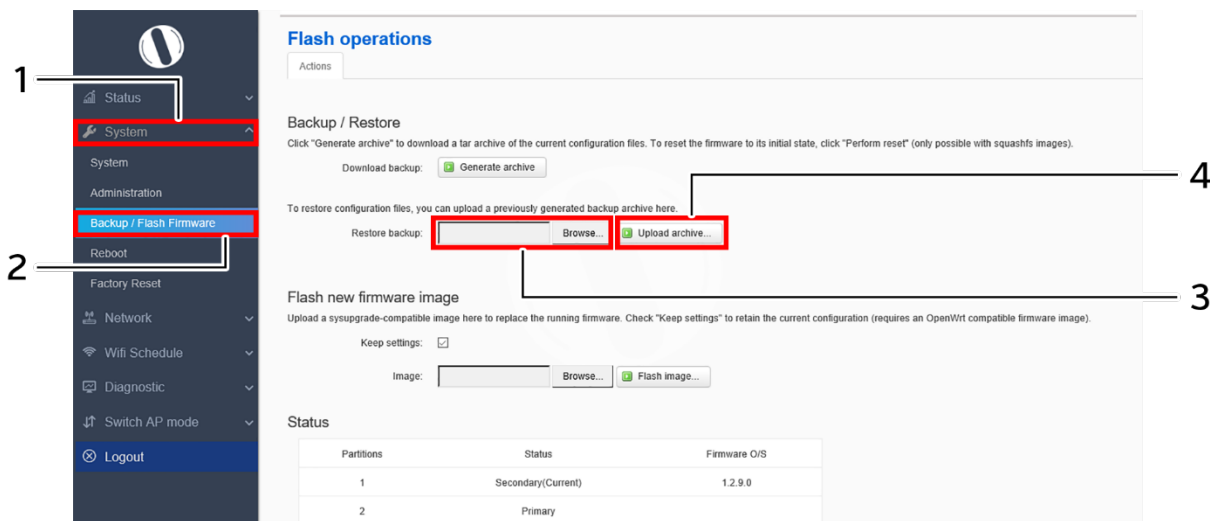 Flash operations
Actions
1
Status
System
System
Administration
Backup / Flash Firmware
2
Reboot
Factory Reset
Network
Wifi Schedule
Diagnostic
Switch AP mode
Logout
Backup / Restore
Click "Generate archive" to download a tar archive of the current configuration files. To reset the firmware to its initial state, click "Perform reset" (only possible with squashfs images).
Download backup: Generate archive
4
To restore configuration files, you can upload a previously generated backup archive here.
Restore backup: Browse... Upload archive...
3
Flash new firmware image
Upload a sysupgrade-compatible image here to replace the running firmware. Check "Keep settings" to retain the current configuration (requires an OpenWrt compatible firmware image).
Keep settings:
Image: Browse... Flash image...
Status
Partitions Status Firmware O/S
1 Secondary(Current) 1.2.9.0
2 Primary